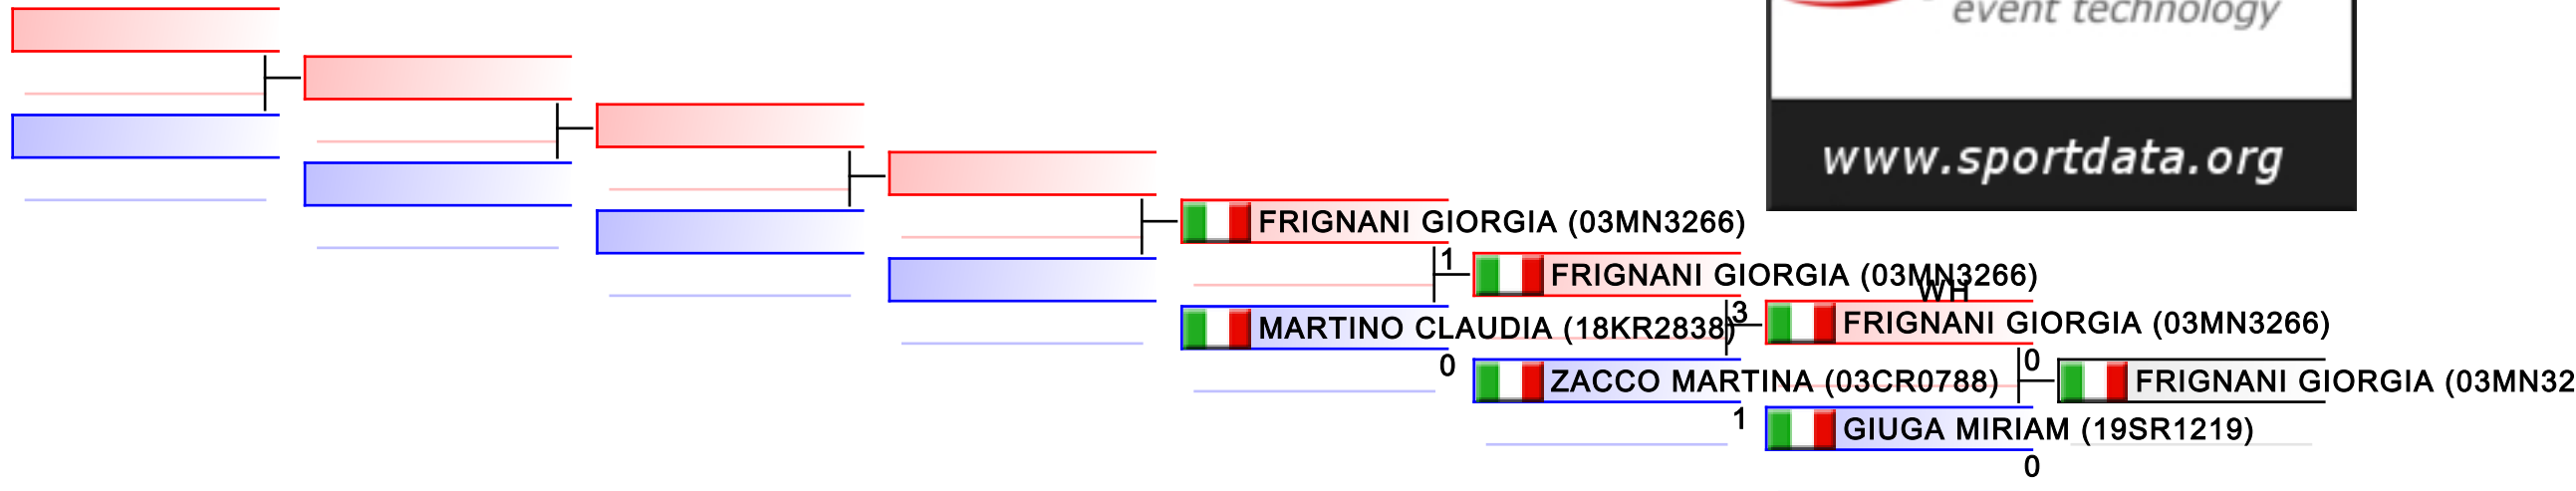 event technology
www.sportdata.org
FRIGNANI GIORGIA (03MN3266)
1
FRIGNANI GIORGIA (03MN3266)
WH
MARTINO CLAUDIA (18KR2838)
0
3
FRIGNANI GIORGIA (03MN3266)
ZACCO MARTINA (03CR0788)
1
0
FRIGNANI GIORGIA (03MN32
GIUGA MIRIAM (19SR1219)
0